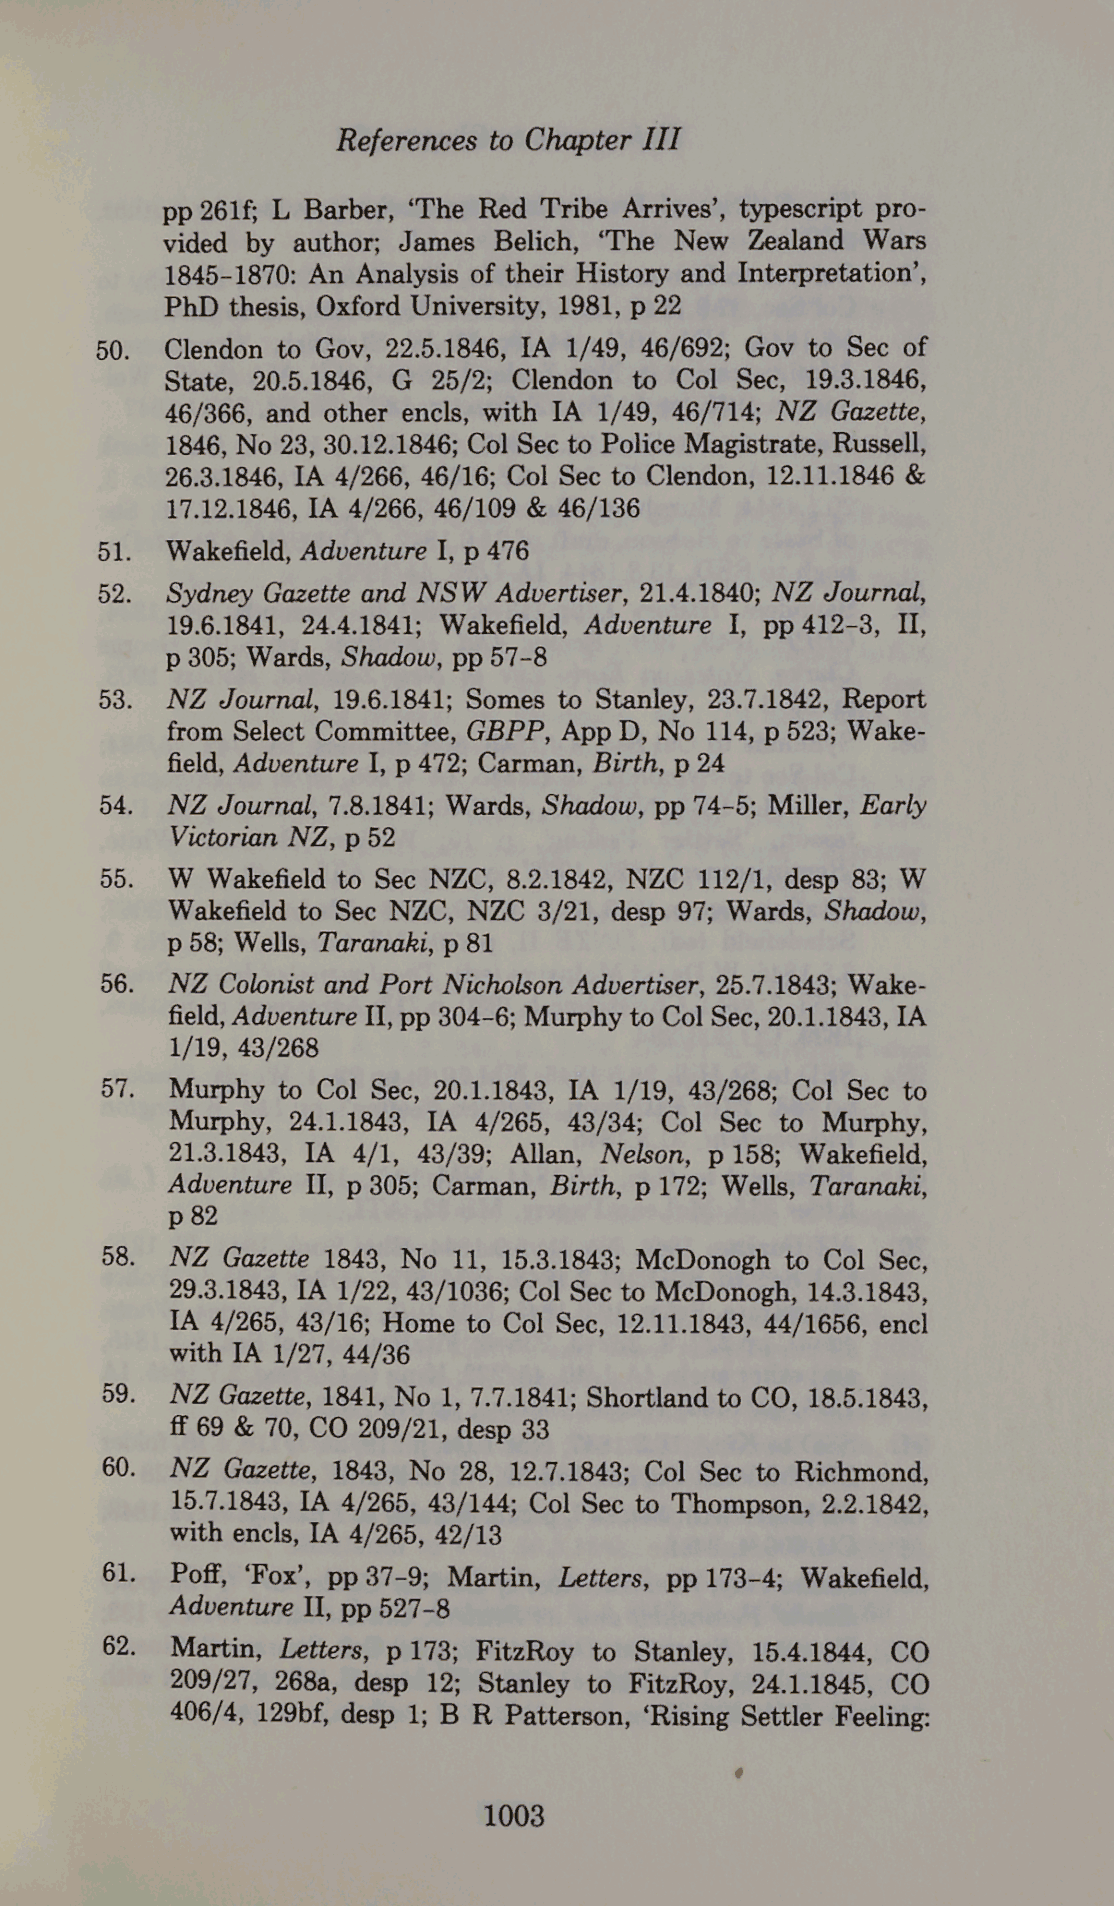 References to Chapter III
pp 261f; L Barber, ‘The Red Tribe Arrives’, typescript pro-
vided by author; James Belich, ‘The New Zealand Wars
1845-1870: An Analysis of their History and Interpretation’,
PhD thesis, Oxford University, 1981, p 22
50. Clendon to Gov, 22.5.1846, IA 1/49, 46/692; Gov to Sec of
State, 20.5.1846, G 25/2; Clendon to Col Sec, 19.3.1846,
46/366, and other encls, with IA 1/49, 46/714; NZ Gazette,
1846, No 23, 30.12.1846; Col Sec to Police Magistrate, Russell,
26.3.1846, IA 4/266, 46/16; Col Sec to Clendon, 12.11.1846 &
17.12.1846, IA 4/266, 46/109 & 46/136
51. Wakefield, Adventure I, p 476
52. Sydney Gazette and NSW Advertiser, 21.4.1840; NZ Journal,
19.6.1841, 24.4.1841; Wakefield, Adventure I, pp 412-3, II,
p 305; Wards, Shadow, pp 57-8
53. NZ Journal, 19.6.1841; Somes to Stanley, 23.7.1842, Report
from Select Committee, GBPP, App D, No 114, p 523; Wake-
field, Adventure I, p 472; Carman, Birth, p 24
54. NZ Journal, 7.8.1841; Wards, Shadow, pp 74-5; Miller, Early
Victorian NZ, p 52
55. W Wakefield to Sec NZC, 8.2.1842, NZC 112/1, desp 83; W
Wakefield to Sec NZC, NZC 3/21, desp 97; Wards, Shadow,
p 58; Wells, Taranaki, p 81
56. NZ Colonist and Port Nicholson Advertiser, 25.7.1843; Wake-
field, Adventure II, pp 304-6; Murphy to Col Sec, 20.1.1843, IA
1/19, 43/268
57. Murphy to Col Sec, 20.1.1843, IA 1/19, 43/268; Col Sec to
Murphy, 24.1.1843, IA 4/265, 43/34; Col Sec to Murphy,
21.3.1843, IA 4/1, 43/39; Allan, Nelson, p 158; Wakefield,
Adventure II, p 305; Carman, Birth, p 172; Wells, Taranaki,
p 82
58. NZ Gazette 1843, No 11, 15.3.1843; McDonogh to Col Sec,
29.3.1843, IA 1/22, 43/1036; Col Sec to McDonogh, 14.3.1843,
IA 4/265, 43/16; Home to Col Sec, 12.11.1843, 44/1656, encl
with IA 1/27, 44/36
59. NZ Gazette, 1841, No 1, 7.7.1841; Shortland to CO, 18.5.1843,
ff 69 & 70, CO 209/21, desp 33
60. NZ Gazette, 1843, No 28, 12.7.1843; Col Sec to Richmond,
15.7.1843, IA 4/265, 43/144; Col Sec to Thompson, 2.2.1842,
with encls, IA 4/265, 42/13
61. Poff, ‘Fox’, pp 37-9; Martin, Letters, pp 173-4; Wakefield,
Adventure II, pp 527-8
62. Martin, Letters, p 173; FitzRoy to Stanley, 15.4.1844, CO
209/27, 268a, desp 12; Stanley to FitzRoy, 24.1.1845, CO
406/4, 129bf, desp 1; B R Patterson, ‘Rising Settler Feeling:
1003